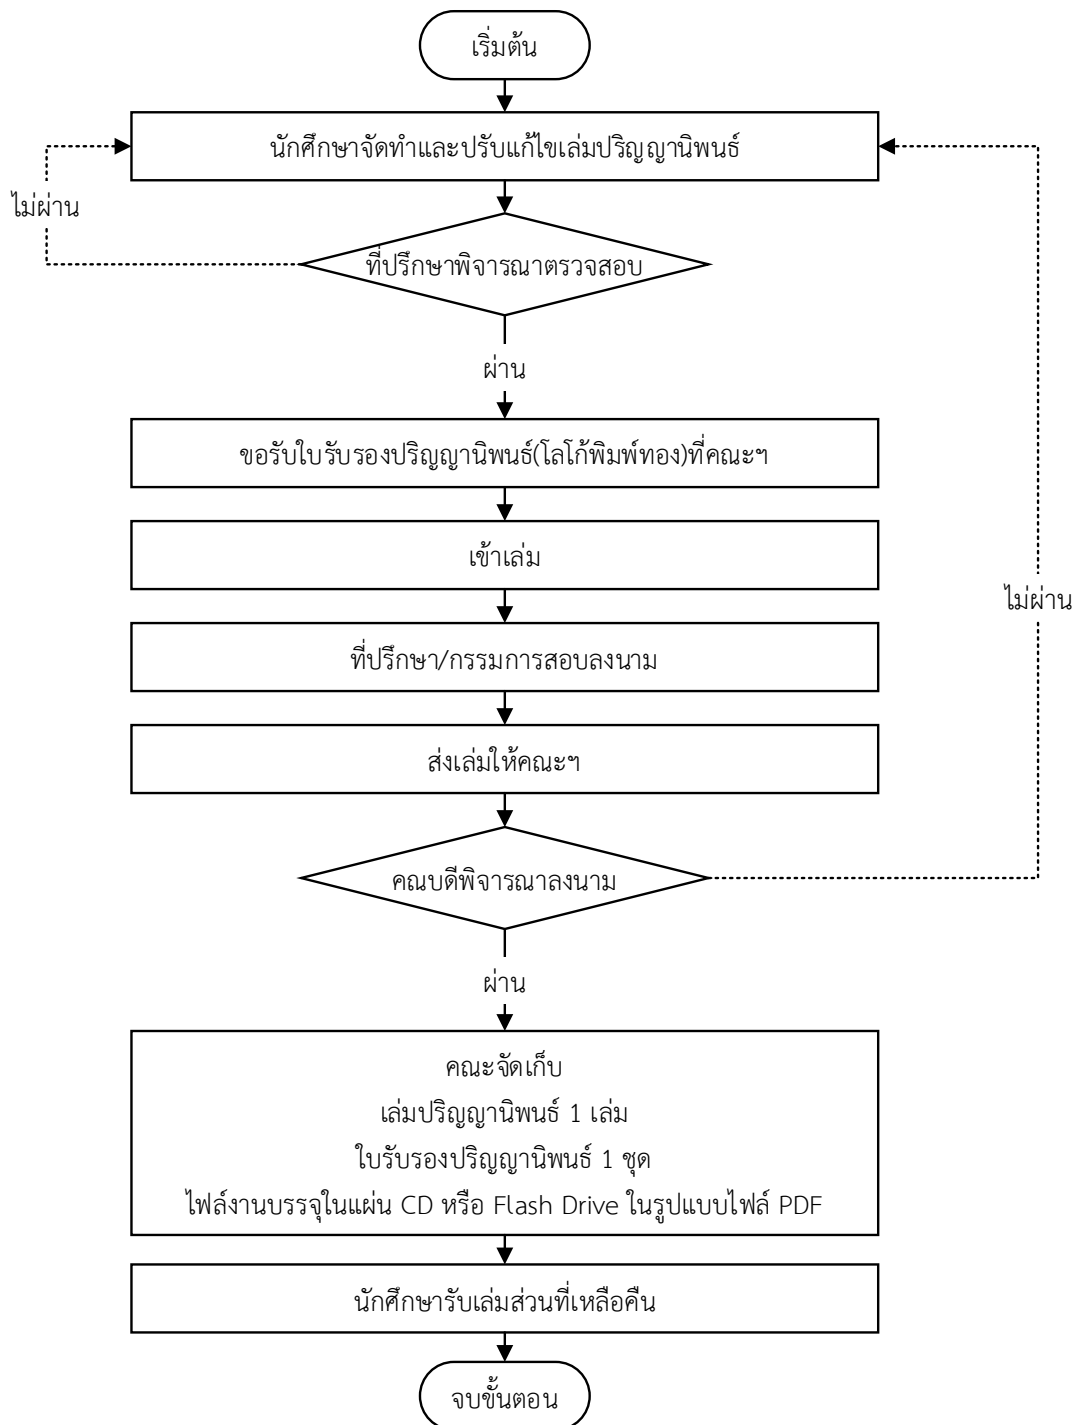 เริ่มต้น
นักศึกษาจัดทำและปรับแก้ไขเล่มปริญญานิพนธ์
ไม่ผ่าน
ที่ปรึกษาพิจารณาตรวจสอบ
ผ่าน
ขอรับใบรับรองปริญญานิพนธ์(โลโก้พิมพ์ทอง)ที่คณะฯ
เข้าเล่ม
ไม่ผ่าน
ที่ปรึกษา/กรรมการสอบลงนาม
ส่งเล่มให้คณะฯ
คณบดีพิจารณาลงนาม
ผ่าน
คณะจัดเก็บ
เล่มปริญญานิพนธ์ 1 เล่ม
ใบรับรองปริญญานิพนธ์ 1 ชุด
ไฟล์งานบรรจุในแผ่น CD หรือ Flash Drive ในรูปแบบไฟล์ PDF
นักศึกษารับเล่มส่วนที่เหลือคืน
จบขั้นตอน